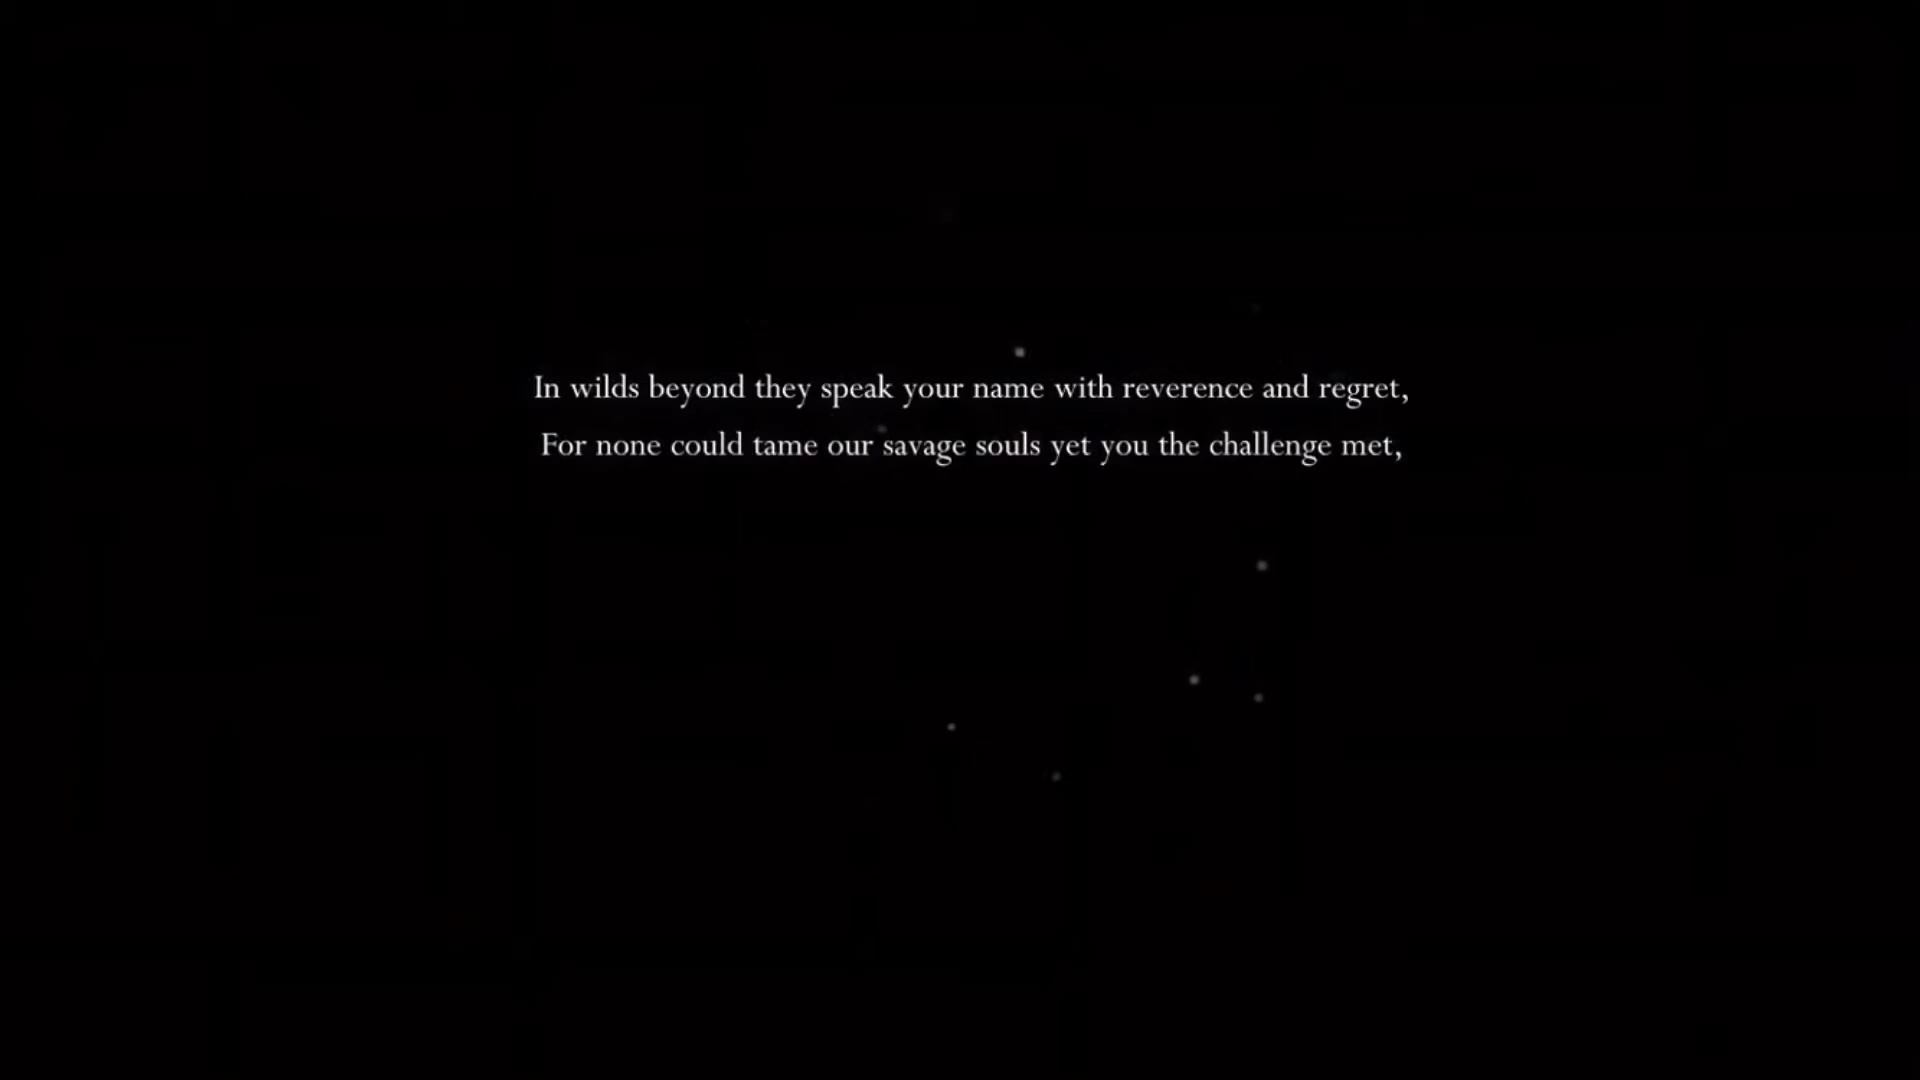 In wilds beyond they speak your name with reverence and regret,
For none could tame our savage souls yet you the challenge met,